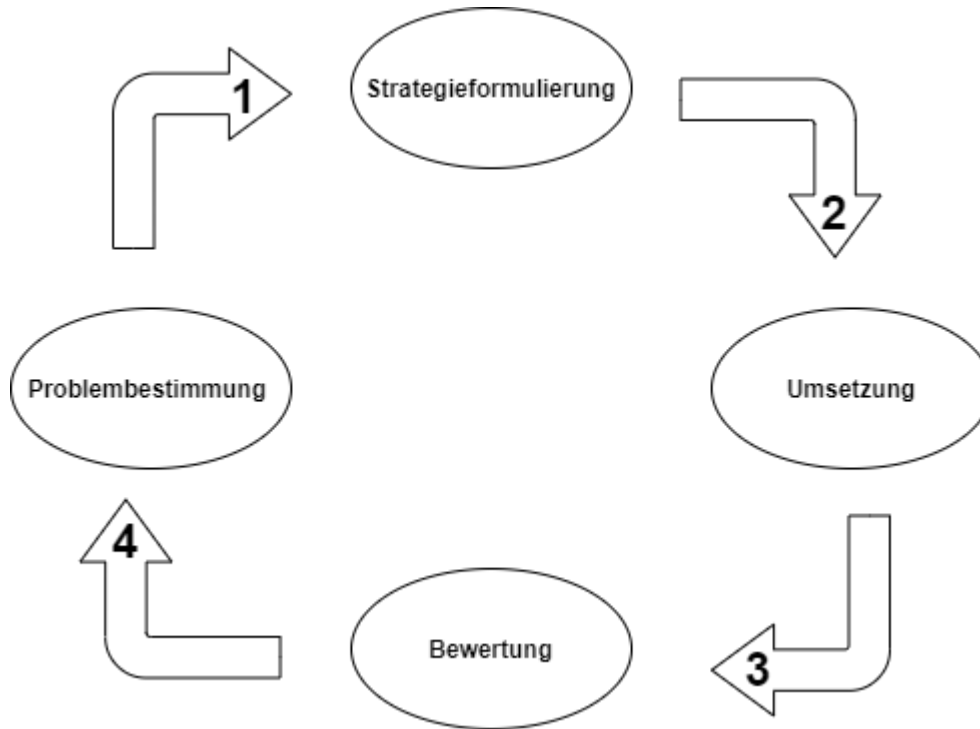 1
Strategieformulierung
2
Problembestimmung
Umsetzung
4
Bewertung
3